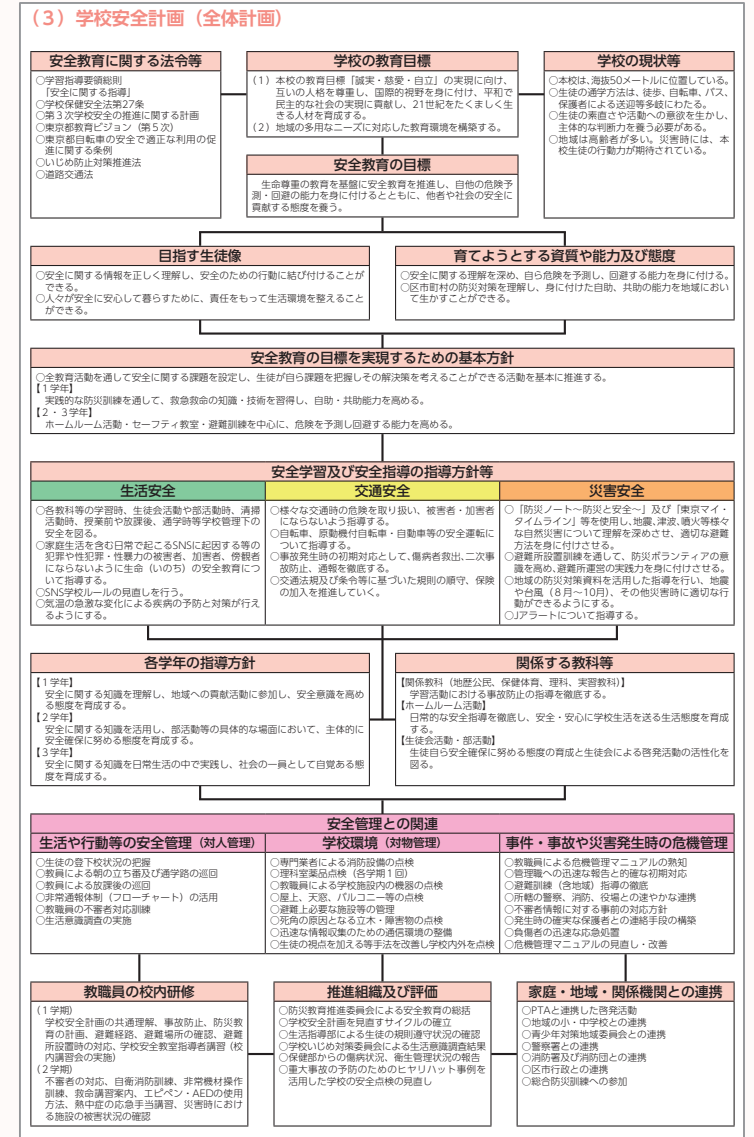 （３）学校安全計画（全体計画）
安全教育に関する法令等
○学習指導要領総則
「安全に関する指導」
○学校保健安全法第27条
○第３次学校安全の推進に関する計画
○東京都教育ビジョン（第５次）
○東京都自転車の安全で適正な利用の促
進に関する条例
○いじめ防止対策推進法
○道路交通法
学校の教育目標
（１）本校の教育目標「誠実・慈愛・自立」の実現に向け、
互いの人格を尊重し、国際的視野を身に付け、平和で
民主的な社会の実現に貢献し、21世紀をたくましく生
きる人材を育成する。
（２）地域の多用なニーズに対応した教育環境を構築する。
学校の現状等
○本校は、海抜50メートルに位置している。
○生徒の通学方法は、徒歩、自転車、バス、
保護者による送迎等多岐にわたる。
○生徒の素直さや活動への意欲を生かし、
主体的な判断力を養う必要がある。
○地域は高齢者が多い。災害時には、本
校生徒の行動力が期待されている。
安全教育の目標
生命尊重の教育を基盤に安全教育を推進し、自他の危険予
測・回避の能力を身に付けるとともに、他者や社会の安全に
貢献する態度を養う。
目指す生徒像
○安全に関する情報を正しく理解し、安全のための行動に結び付けることが
できる。
○人々が安全に安心して暮らすために、責任をもって生活環境を整えること
ができる。
育てようとする資質や能力及び態度
○安全に関する理解を深め、自ら危険を予測し、回避する能力を身に付ける。
○区市町村の防災対策を理解し、身に付けた自助、共助の能力を地域におい
て生かすことができる。
安全教育の目標を実現するための基本方針
○全教育活動を通して安全に関する課題を設定し、生徒が自ら課題を把握しその解決策を考えることができる活動を基本に推進する。
【１学年】
実践的な防災訓練を通して、救急救命の知識・技術を習得し、自助・共助能力を高める。
【２・３学年】
ホームルーム活動・セーフティ教室・避難訓練を中心に、危険を予測し回避する能力を高める。
安全学習及び安全指導の指導方針等
生活安全
○各教科等の学習時、生徒会活動や部活動時、清掃
活動時、授業前や放課後、通学時等学校管理下の
安全を図る。
○家庭生活を含む日常で起こるSNSに起因する等の
犯罪や性犯罪・性暴力の被害者、加害者、傍観者
にならないように生命（いのち）の安全教育につ
いて指導する。
○SNS学校ルールの見直しを行う。
○気温の急激な変化による疾病の予防と対策が行え
るようにする。
交通安全
○様々な交通時の危険を取り扱い、被害者・加害者
にならないよう指導する。
○自転車、原動機付自転車・自動車等の安全運転に
ついて指導する。
○事故発生時の初期対応として、傷病者救出、二次事
故防止、通報を徹底する。
○交通法規及び条令等に基づいた規則の順守、保険
の加入を推進していく。
災害安全
○「防災ノート～防災と安全～」及び「東京マイ・
タイムライン」等を使用し、地震、津波、噴火等様々
な自然災害について理解を深めさせ、適切な避難
方法を身に付けさせる。
○避難所設置訓練を通して、防災ボランティアの意
識を高め、避難所運営の実践力を身に付けさせる。
○地域の防災対策資料を活用した指導を行い、地震
や台風（８月～10月）、その他災害時に適切な行
動ができるようにする。
○Jアラートについて指導する。
各学年の指導方針
【１学年】
安全に関する知識を理解し、地域への貢献活動に参加し、安全意識を高め
る態度を育成する。
【２学年】
安全に関する知識を活用し、部活動等の具体的な場面において、主体的に
安全確保に努める態度を育成する。
【３学年】
安全に関する知識を日常生活の中で実践し、社会の一員として自覚ある態
度を育成する。
関係する教科等
【関係教科（地歴公民、保健体育、理科、実習教科）】
学習活動における事故防止の指導を徹底する。
【ホームルーム活動】
日常的な安全指導を徹底し、安全・安心に学校生活を送る生活態度を育成
する。
【生徒会活動・部活動】
生徒自ら安全確保に努める態度の育成と生徒会による啓発活動の活性化を
図る。
安全管理との関連
生活や行動等の安全管理（対人管理）
○生徒の登下校状況の把握
○教員による朝の立ち番及び通学路の巡回
○教員による放課後の巡回
○非常通報体制（フローチャート）の活用
○教職員の不審者対応訓練
○生活意識調査の実施
学校環境（対物管理）
○専門業者による消防設備の点検
○理科室薬品点検（各学期１回）
○教職員による学校施設内の機器の点検
○屋上、天窓、バルコニー等の点検
○避難上必要な施設等の管理
○死角の原因となる立木・障害物の点検
○迅速な情報収集のための通信環境の整備
○生徒の視点を加える等手法を改善し学校内外を点検
事件・事故や災害発生時の危機管理
○教職員による危機管理マニュアルの熟知
○管理職への迅速な報告と的確な初期対応
○避難訓練（含地域）指導の徹底
○所轄の警察、消防、役場との速やかな連携
○不審者情報に対する事前の対応方針
○発生時の確実な保護者との連絡手段の構築
○負傷者の迅速な応急処置
○危機管理マニュアルの見直し・改善
教職員の校内研修
（１学期）
学校安全計画の共通理解、事故防止、防災教
育の計画、避難経路、避難場所の確認、避難
所設置時の対応、学校安全教室指導者講習（校
内講習会の実施）
（２学期）
不審者の対応、自衛消防訓練、非常機材操作
訓練、救命講習案内、エピペン・AEDの使用
方法、熱中症の応急手当講習、災害時におけ
る施設の被害状況の確認
推進組織及び評価
○防災教育推進委員会による安全教育の総括
○学校安全計画を見直すサイクルの確立
○生活指導部による生徒の規則遵守状況の確認
○学校いじめ対策委員会による生活意識調査結果
○保健部からの傷病状況、衛生管理状況の報告
○重大事故の予防のためのヒヤリハット事例を
活用した学校の安全点検の見直し
家庭・地域・関係機関との連携
○PTAと連携した啓発活動
○地域の小・中学校との連携
○青少年対策地域委員会との連携
○警察署との連携
○消防署及び消防団との連携
○区市行政との連携
○総合防災訓練への参加